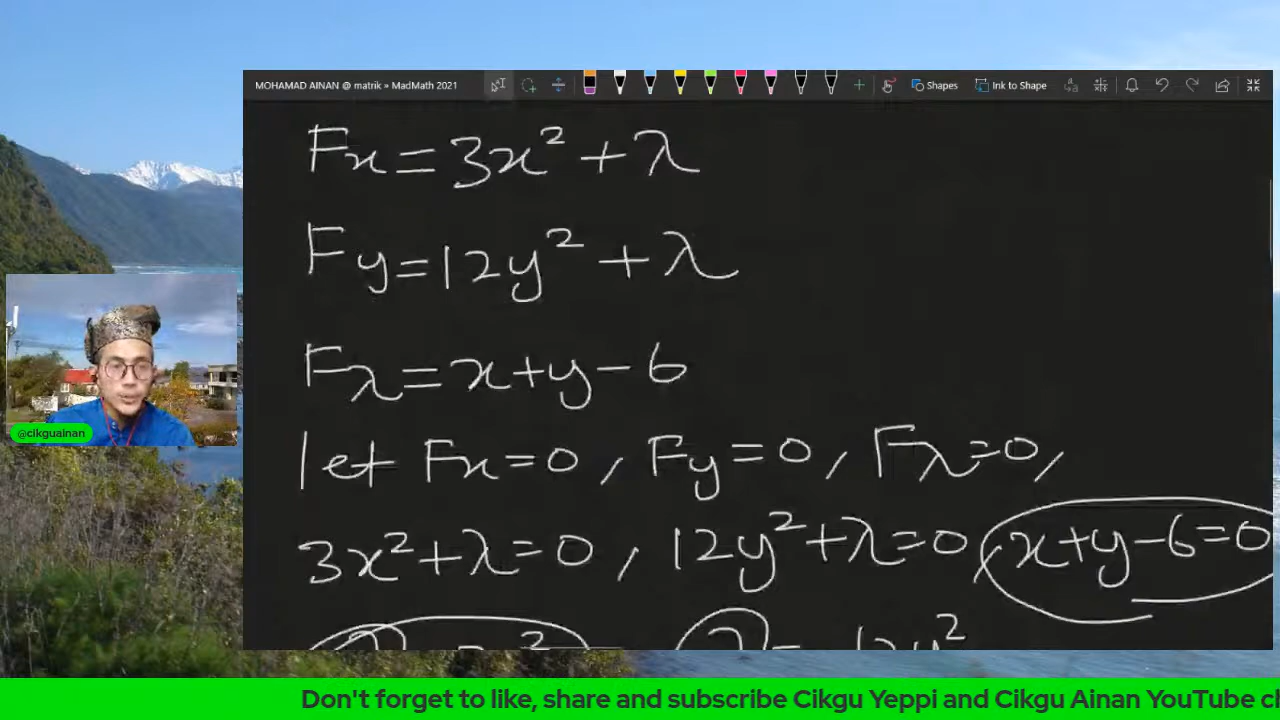 MOHAMAD AINAN @ matrik » MadMath 2021
Shapes
Ink to Shape
Fx=3x²+λ
Fy=12y²+λ
Fλ=x+y-6
let Fx=0, Fy=0, Fλ=0,
3x²+λ=0, 12y²+λ=0, x+y-6=0
@cikguainan
Don't forget to like, share and subscribe Cikgu Yeppi and Cikgu Ainan YouTube